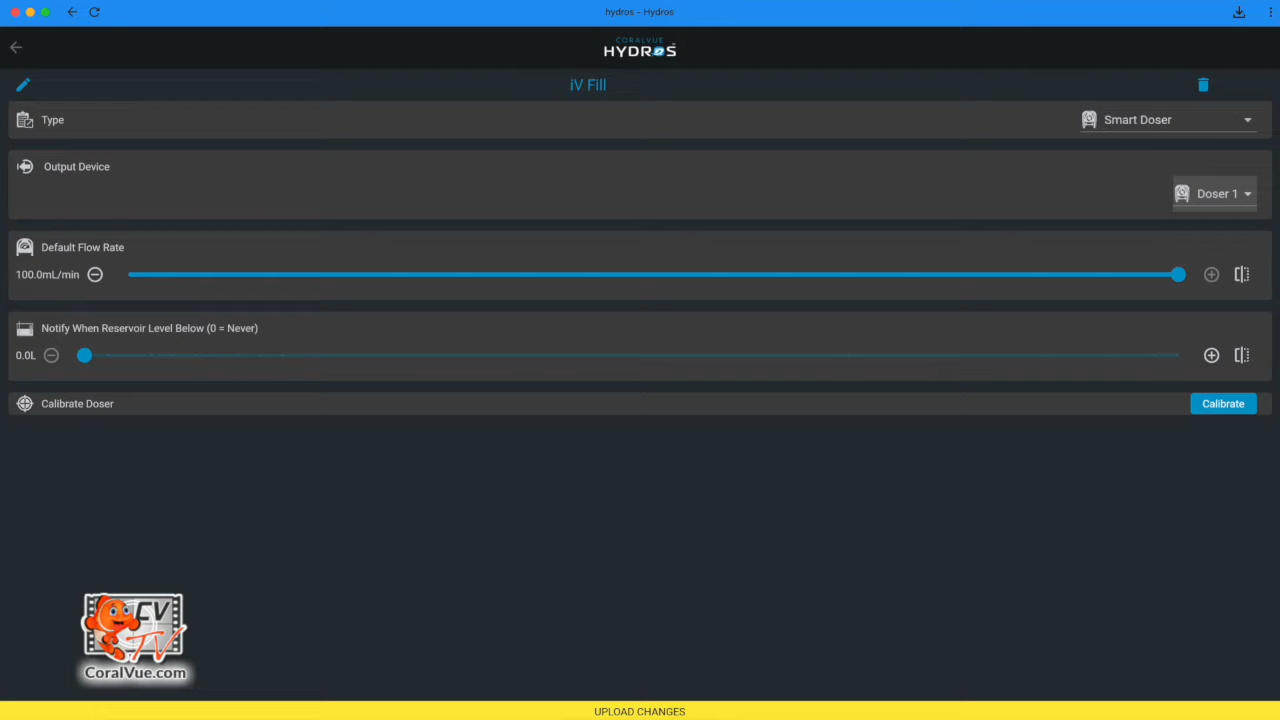 hydros – Hydros
CORALVUE
HYDROS
iV Fill
Type
Smart Doser
Output Device
Doser 1
Default Flow Rate
100.0mL/min
Notify When Reservoir Level Below (0 = Never)
0.0L
Calibrate Doser
Calibrate
CV
TV
CoralVue.com
UPLOAD CHANGES